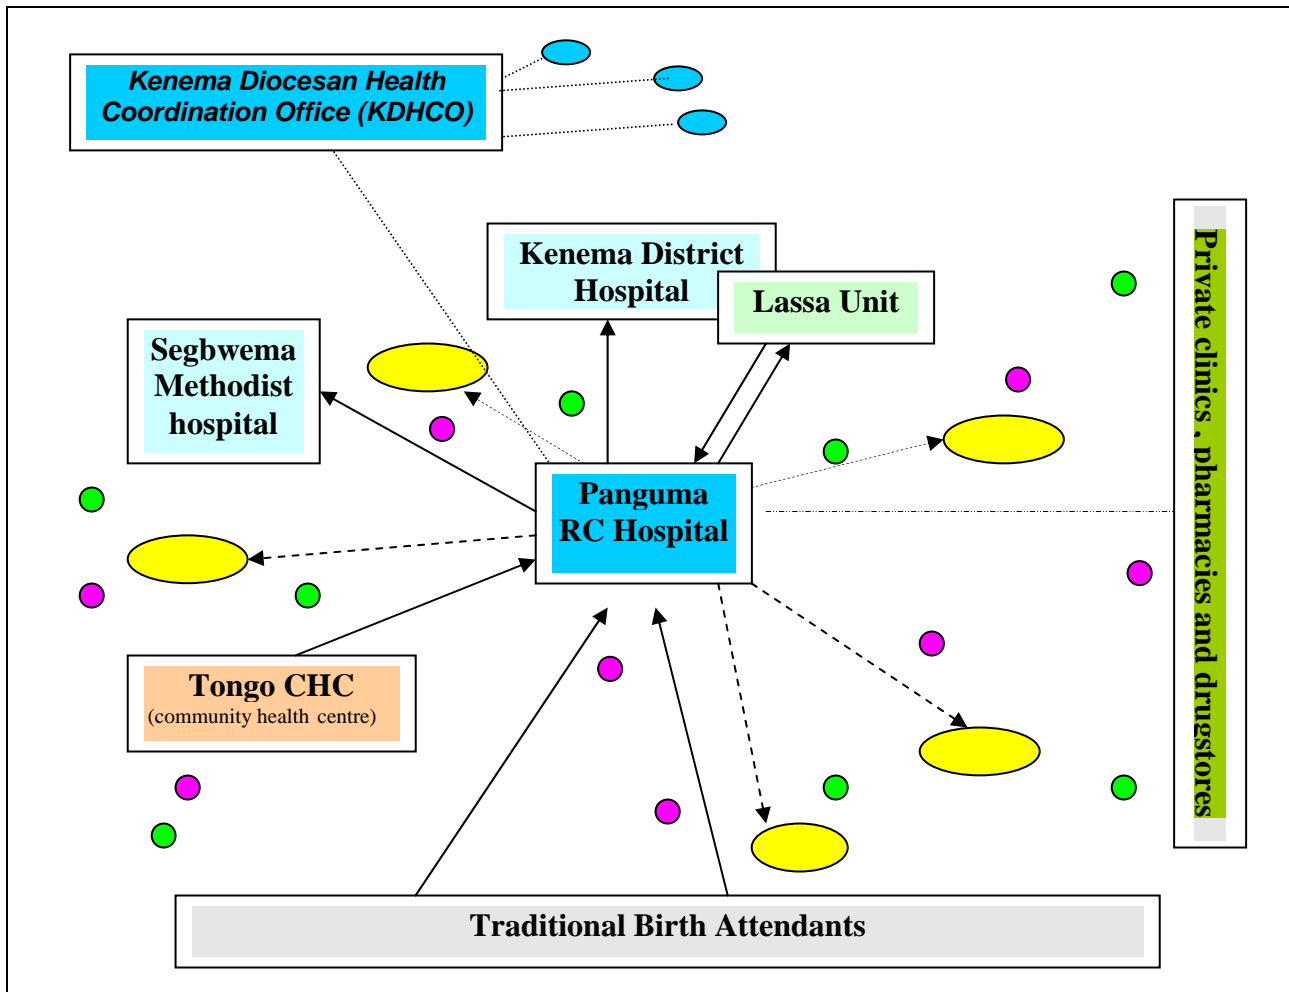 Kenema Diocesan Health
Coordination Office (KDHCO)
Kenema District
Hospital
Lassa Unit
Segbwema
Methodist
hospital
Panguma
RC Hospital
Private clinics , pharmacies and drugstores
Tongo CHC
(community health centre)
Traditional Birth Attendants